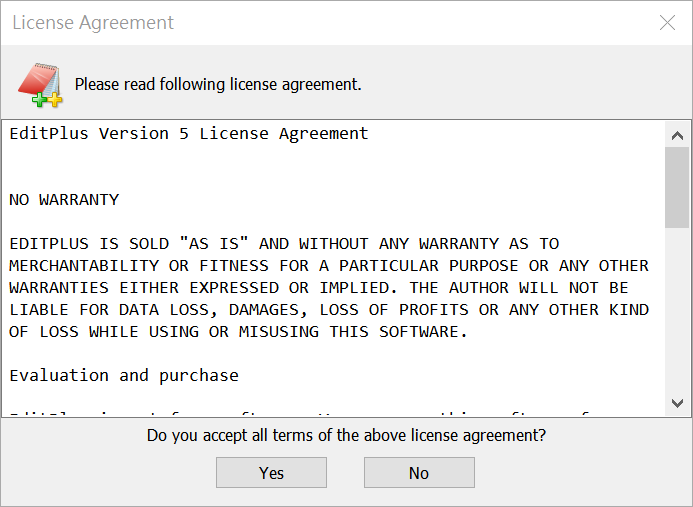 License Agreement
Please read following license agreement.
EditPlus Version 5 License Agreement
NO WARRANTY
EDITPLUS IS SOLD "AS IS" AND WITHOUT ANY WARRANTY AS TO
MERCHANTABILITY OR FITNESS FOR A PARTICULAR PURPOSE OR ANY OTHER
WARRANTIES EITHER EXPRESSED OR IMPLIED. THE AUTHOR WILL NOT BE
LIABLE FOR DATA LOSS, DAMAGES, LOSS OF PROFITS OR ANY OTHER KIND
OF LOSS WHILE USING OR MISUSING THIS SOFTWARE.
Evaluation and purchase
Do you accept all terms of the above license agreement?
Yes No